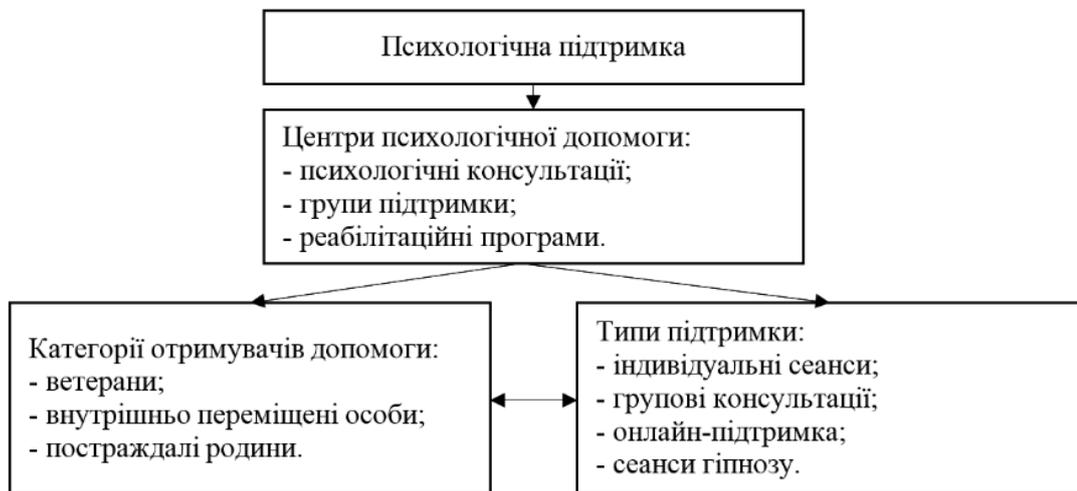 Психологічна підтримка
Центри психологічної допомоги:
- психологічні консультації;
- групи підтримки;
- реабілітаційні програми.
Категорії отримувачів допомоги:
- ветерани;
- внутрішньо переміщені особи;
- постраждалі родини.
Типи підтримки:
- індивідуальні сеанси;
- групові консультації;
- онлайн-підтримка;
- сеанси гіпнозу.